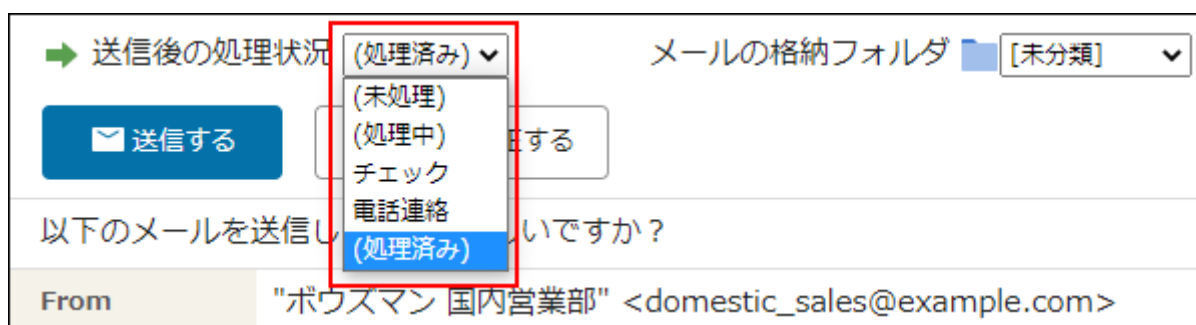 送信後の処理状況 (処理済み) メールの格納フォルダ [未分類]
(未処理)
送信する (処理中) する
チェック
電話連絡
以下のメールを送信し いですか？
(処理済み)
From "ボウズマン 国内営業部" <domestic_sales@example.com>